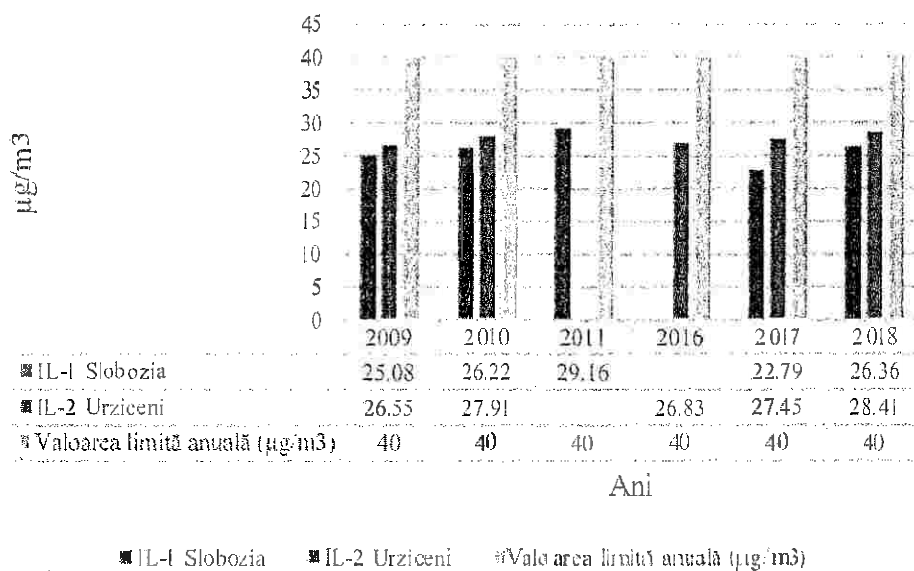 45
40
35
30
25
20
15
10
5
0
µg/m3
2009 2010 2011 2016 2017 2018
IL-1 Slobozia 25.08 26.22 29.16 22.79 26.36
IL-2 Urziceni 26.55 27.91 26.83 27.45 28.41
Valoarea limită anuală (µg/m3) 40 40 40 40 40 40
Ani
IL-1 Slobozia IL-2 Urziceni Valoarea limită anuală (µg/m3)